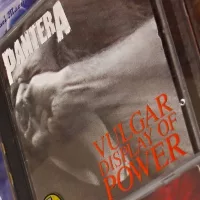 PANTERA
VULGAR
DISPLAY OF
POWER